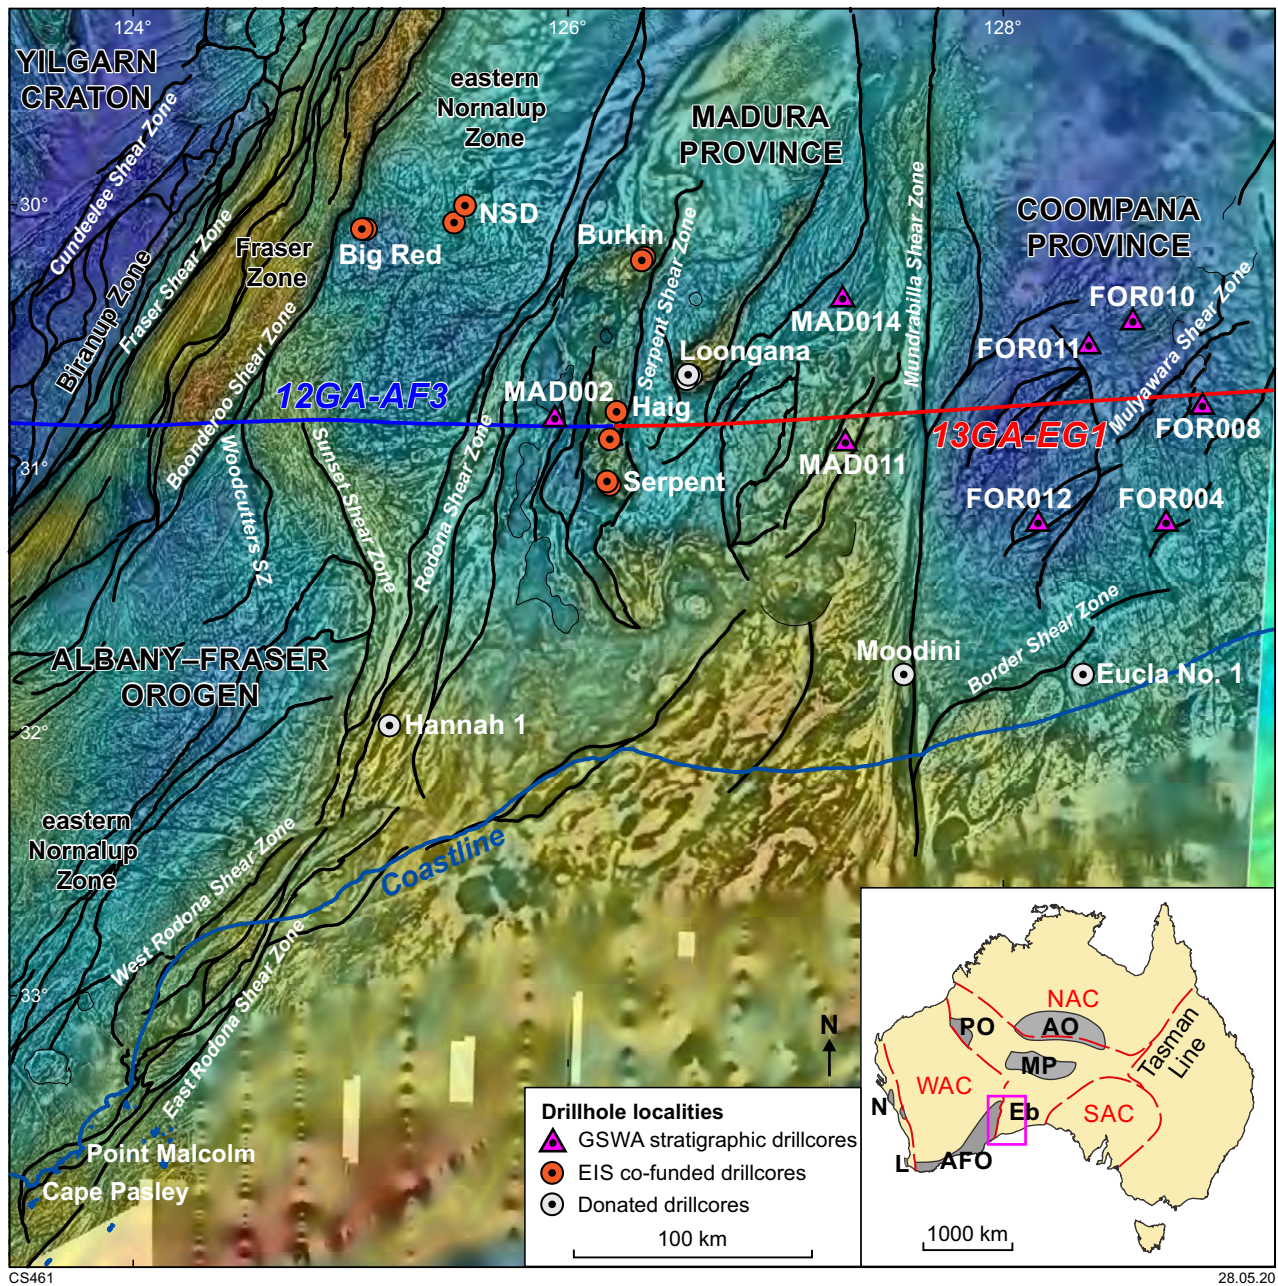 124°
126°
128°
YILGARN
CRATON
eastern
Nornalup
Zone
MADURA
PROVINCE
Cundeelee Shear Zone
Mundrabilla Shear Zone
30°
NSD
COOMPANA
PROVINCE
Big Red
Burkin
Fraser
Zone
Fraser Shear Zone
Biranup Zone
Serpent Shear Zone
MAD014
FOR010
FOR011
Mulyawara Shear Zone
Boonderoo Shear Zone
Loongana
12GA-AF3
MAD002
Haig
13GA-EG1
FOR008
31°
Woodcutters SZ
Sunset Shear Zone
Rodona Shear Zone
MAD011
Serpent
FOR012
FOR004
ALBANY–FRASER
OROGEN
Moodini
Border Shear Zone
Eucla No. 1
32°
Hannah 1
eastern
Nornalup
Zone
Coastline
West Rodona Shear Zone
33°
East Rodona Shear Zone
N
Point Malcolm
Cape Pasley
Drillhole localities
GSWA stratigraphic drillcores
EIS co-funded drillcores
Donated drillcores
100 km
NAC
PO
AO
MP
Tasman
Line
WAC
N
Eb
SAC
L
AFO
1000 km
CS461
28.05.20